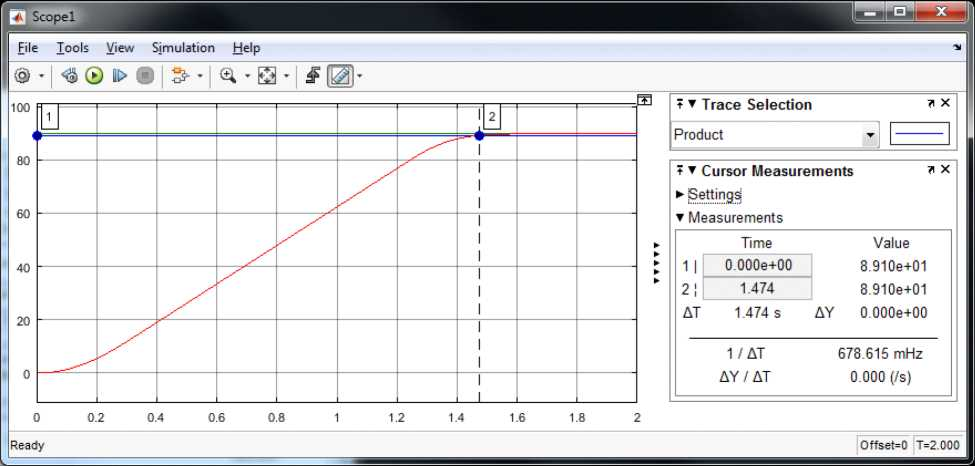 Scope1
File Tools View Simulation Help
100
80
60
40
20
0
1
2
0 0.2 0.4 0.6 0.8 1 1.2 1.4 1.6 1.8 2
Trace Selection
Product
Cursor Measurements
Settings
Measurements
Time Value
1 | 0.000e+00 8.910e+01
2 ¦ 1.474 8.910e+01
ΔT 1.474 s ΔY 0.000e+00
1 / ΔT 678.615 mHz
ΔY / ΔT 0.000 (/s)
Ready Offset=0 T=2.000